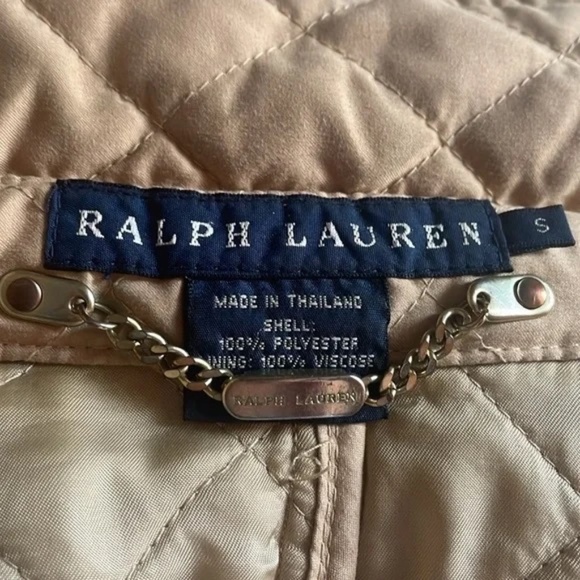 RALPH LAUREN
S
MADE IN THAILAND
SHELL:
100% POLYESTER
100% VISCOSE
RALPH LAUREN